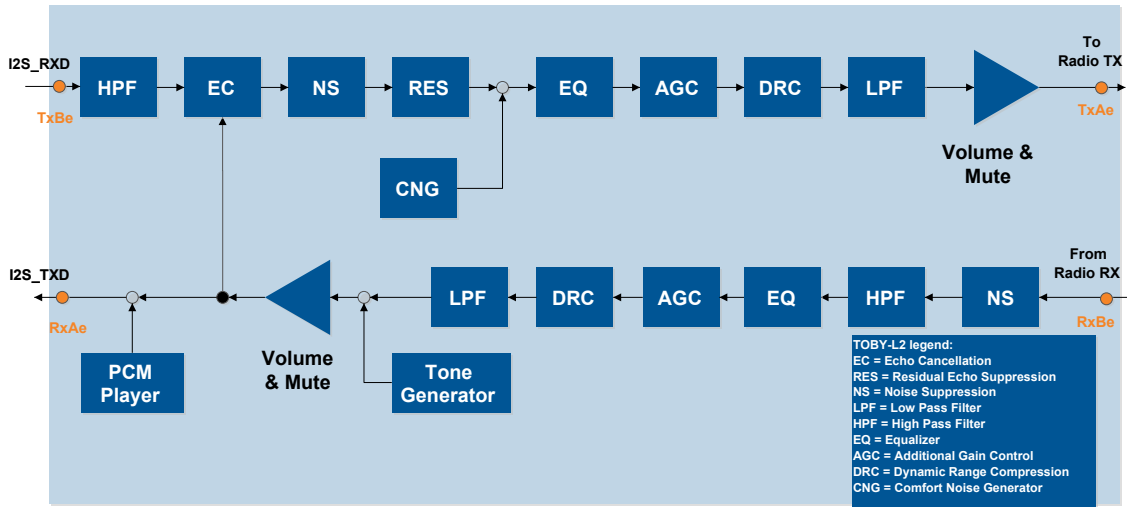 I2S_RXD
TxBe
HPF
EC
NS
RES
EQ
AGC
DRC
LPF
To
Radio TX
TxAe
Volume &
Mute
CNG
I2S_TXD
RxAe
From
Radio RX
RxBe
LPF
DRC
AGC
EQ
HPF
NS
Volume
& Mute
PCM
Player
Tone
Generator
TOBY-L2 legend:
EC = Echo Cancellation
RES = Residual Echo Suppression
NS = Noise Suppression
LPF = Low Pass Filter
HPF = High Pass Filter
EQ = Equalizer
AGC = Additional Gain Control
DRC = Dynamic Range Compression
CNG = Comfort Noise Generator